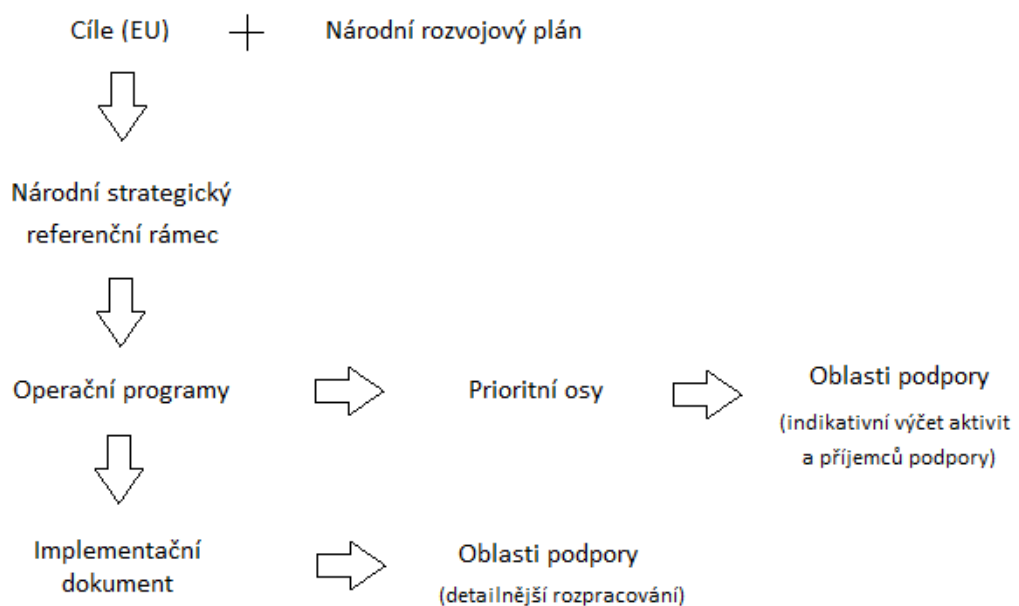 Cíle (EU) + Národní rozvojový plán
Národní strategický
referenční rámec
Operační programy
Prioritní osy
Oblasti podpory
(indikativní výčet aktivit
a příjemců podpory)
Implementační
dokument
Oblasti podpory
(detailnější rozpracování)